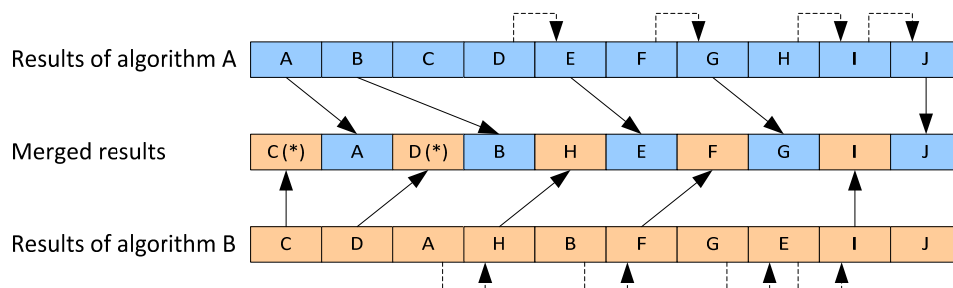 Results of algorithm A A B C D E F G H I J
Merged results C(*) A D(*) B H E F G I J
Results of algorithm B C D A H B F G E I J